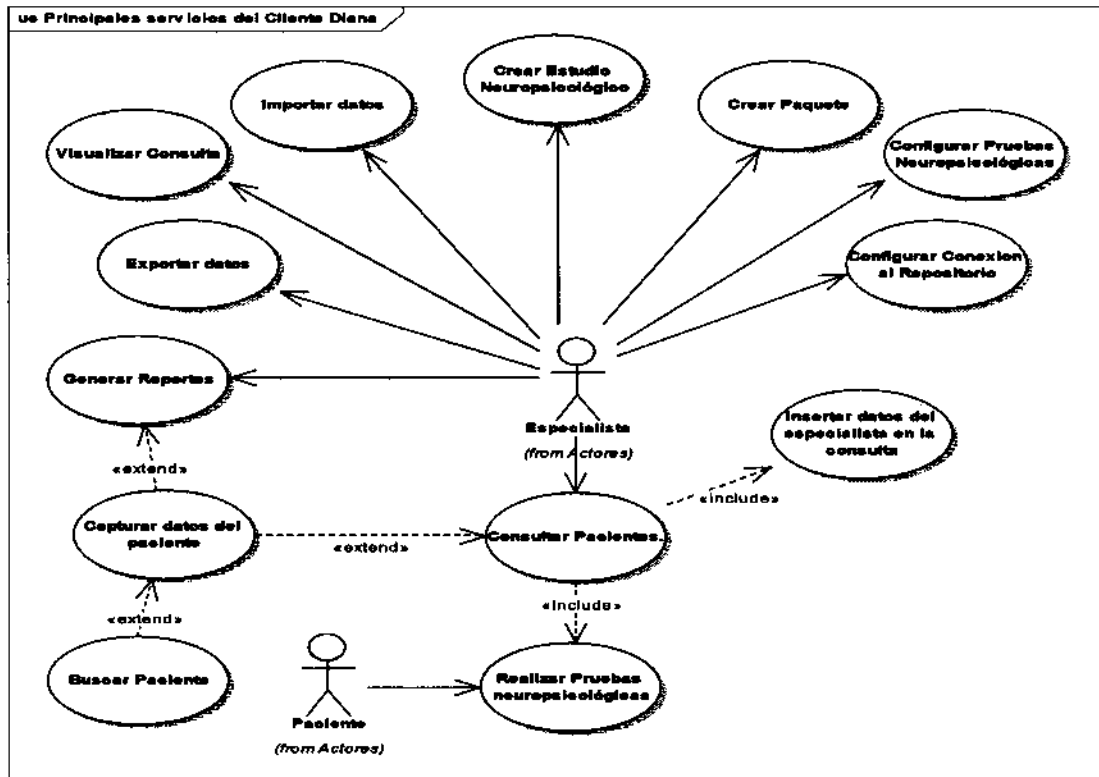 uc Principales servicios del Cliente Diana
Crear Estudio
Neuropsicológico
Importar datos
Crear Paquete
Visualizar Consulta
Configurar Pruebas
Neuropsicológicas
Exportar datos
Configurar Conexion
al Repositorio
Generar Reportes
Especialista
(from Actores)
Insertar datos del
especialista en la
consulta
«extend»
«include»
Capturar datos del
paciente
«extend»
Consultar Pacientes
«extend»
«include»
Buscar Paciente
Realizar Pruebas
neuropsicológicas
Paciente
(from Actores)